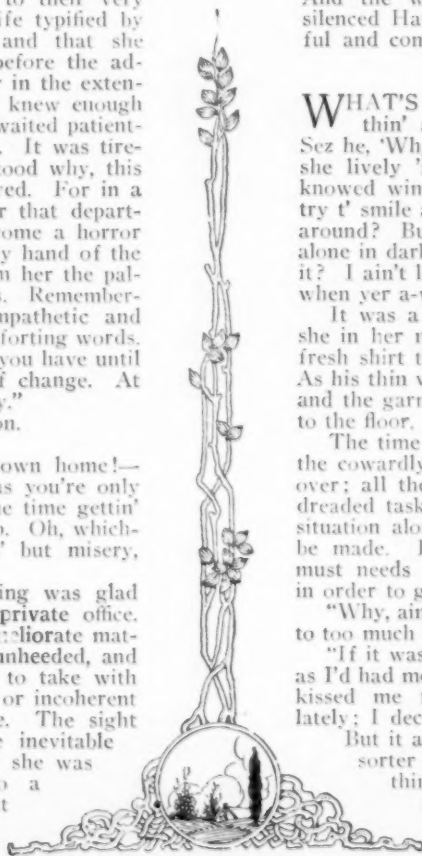 to then very
ife typified by
and that she
before the ad-
r in the exten-
knew enough
waited patient-
. It was tire-
tood why, this
red. For in a
r that depart-
ome a horror
y hand of the
m her the pal-
s. Remember-
mpathetic and
forting words.
you have until
f change. At
y."
on.
own home!—
as you're only
e time gettin'
o. Oh, which-
' but misery,
ing was glad
private office.
eliorate mat-
unheeded, and
to take with
or incoherent
e. The sight
e inevitable
she was
o a
t
And the w
silenced Ha
ful and con
WHAT'S
thin' a
Sez he, 'Wh
she lively 's
knowed win
try t' smile a
around? Bu
alone in dark
it? I ain't l
when yer a-w
It was a
she in her n
fresh shirt t
As his thin v
and the garn
to the floor.
The time
the cowardly
over; all the
dreaded task
situation alon
be made. I
must needs
in order to g
"Why, ain
to too much
"If it was
as I'd had mo
kissed me t
lately; I dec
But it a
sorter
thin